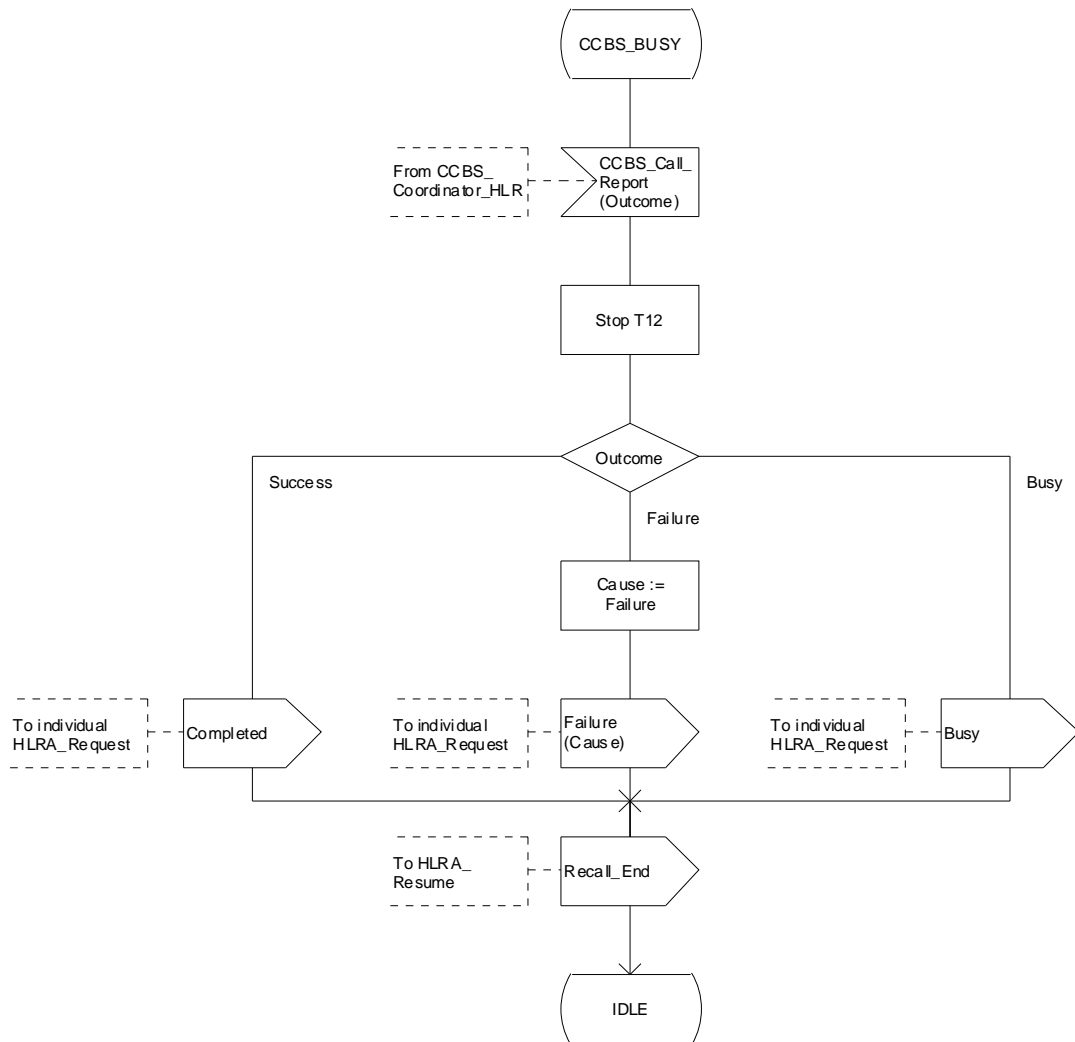 CCBS_BUSY
From CCBS_
Coordinator_HLR
CCBS_Call_
Report
(Outcome)
Stop T12
Outcome
Success
Failure
Busy
Cause :=
Failure
To individual
HLRA_Request
Completed
To individual
HLRA_Request
Failure
(Cause)
To individual
HLRA_Request
Busy
To HLRA_
Resume
Recall_End
IDLE